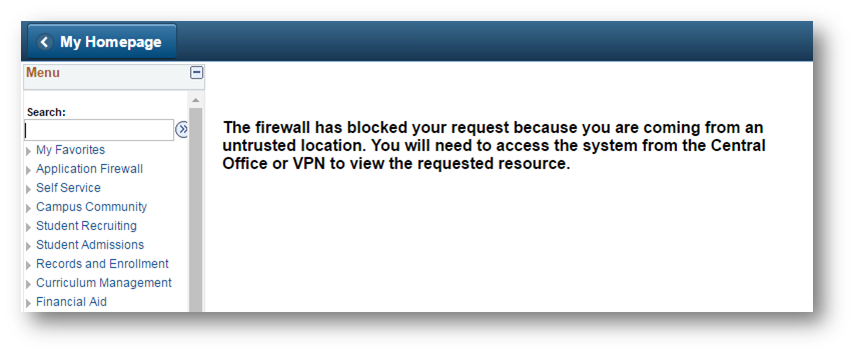 My Homepage
Menu
Search:
My Favorites
Application Firewall
Self Service
Campus Community
Student Recruiting
Student Admissions
Records and Enrollment
Curriculum Management
Financial Aid
The firewall has blocked your request because you are coming from an
untrusted location. You will need to access the system from the Central
Office or VPN to view the requested resource.